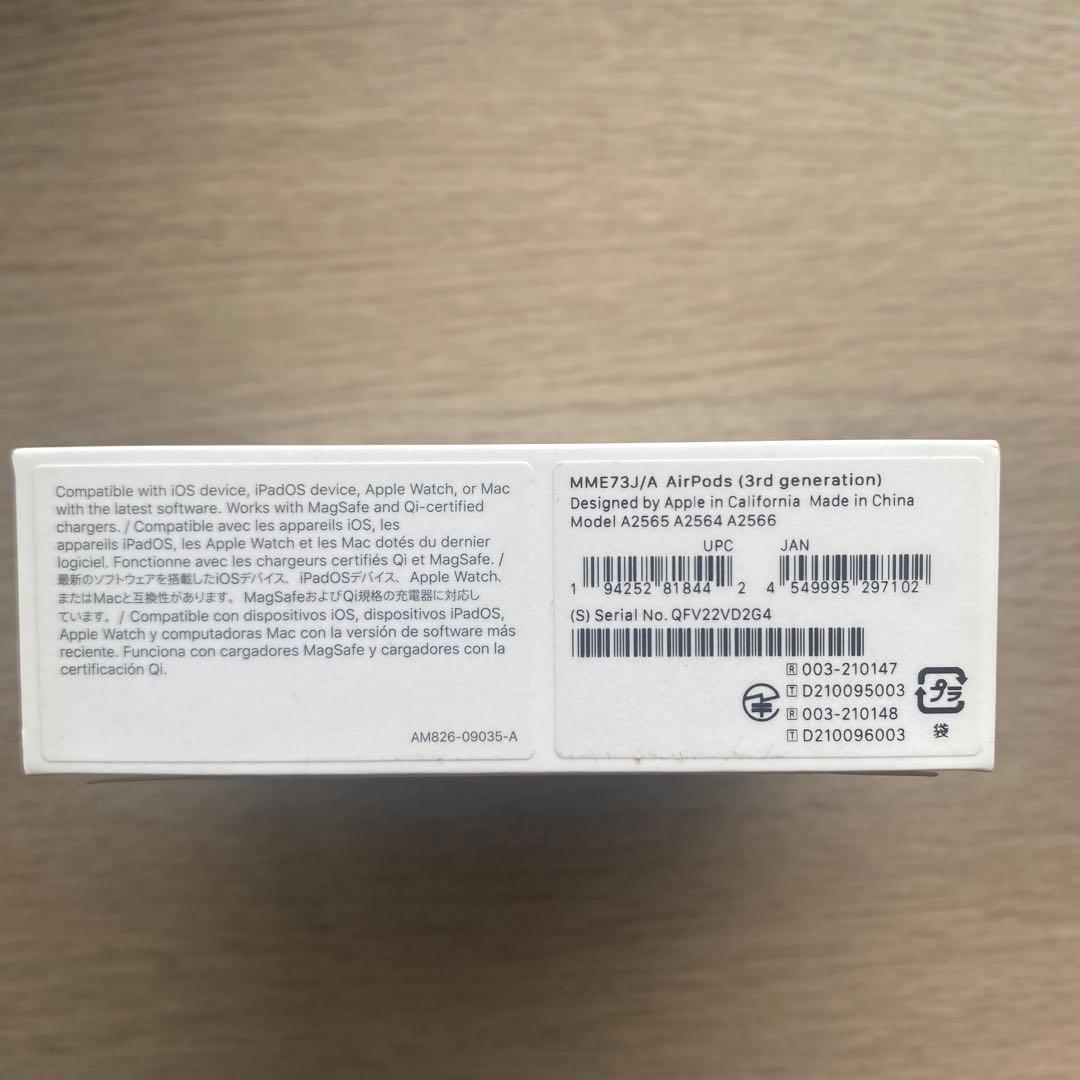 Compatible with iOS device, iPadOS device, Apple Watch, or Mac
with the latest software. Works with MagSafe and Qi-certified
chargers. / Compatible avec les appareils iOS, les
appareils iPadOS, les Apple Watch et les Mac dotés du dernier
logiciel. Fonctionne avec les chargeurs certifiés Qi et MagSafe. /
最新のソフトウェアを搭載したiOSデバイス、iPadOSデバイス、Apple Watch、
またはMacと互換性があります。MagSafeおよびQi規格の充電器に対応し
ています。/ Compatible con dispositivos iOS, dispositivos iPadOS,
Apple Watch y computadoras Mac con la versión de software más
reciente. Funciona con cargadores MagSafe y cargadores con la
certificación Qi.
AM826-09035-A
MME73J/A AirPods (3rd generation)
Designed by Apple in California Made in China
Model A2565 A2564 A2566
UPC JAN
1 94252 81844 2 4 549995 297102
(S) Serial No. QFV22VD2G4
R 003-210147
T D210095003
R 003-210148
T D210096003
プラ
袋